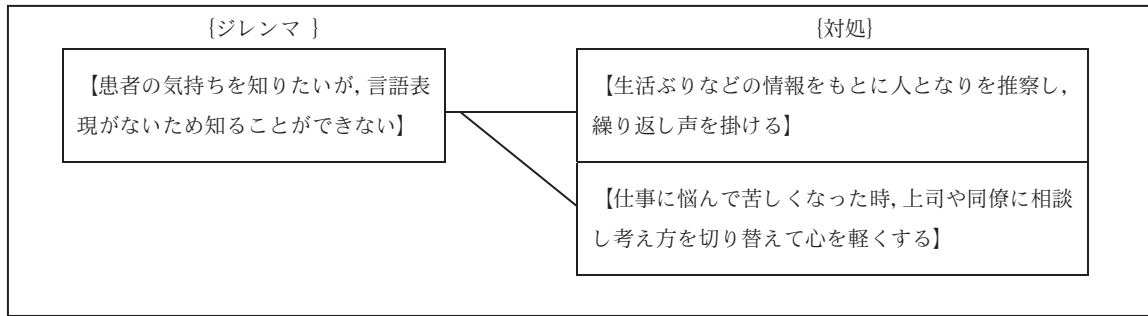 {ジレンマ }
{対処}
【患者の気持ちを知りたいが, 言語表
現がないため知ることができない】
【生活ぶりなどの情報をもとに人となりを推察し,
繰り返し声を掛ける】
【仕事に悩んで苦しくなった時, 上司や同僚に相談
し考え方を切り替えて心を軽くする】